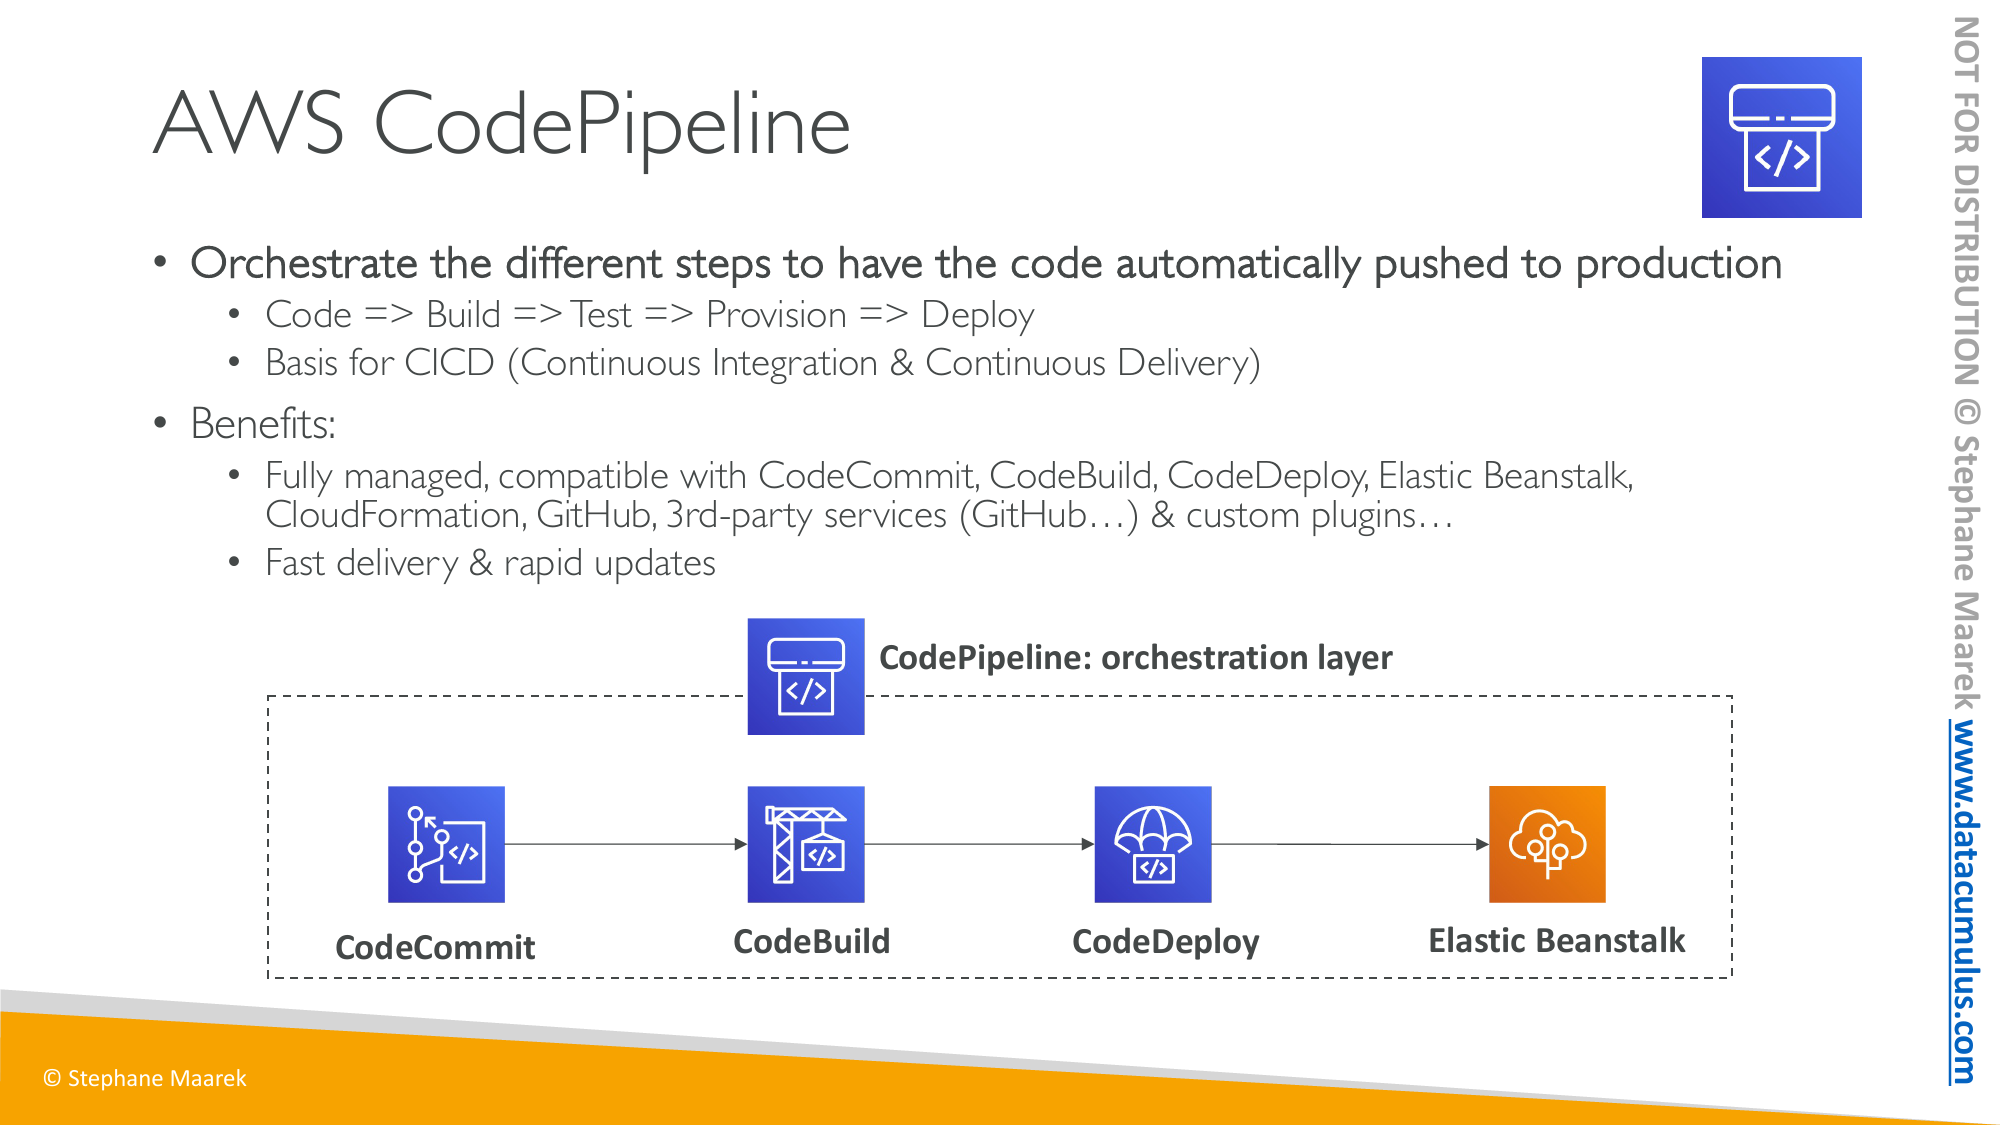 AWS CodePipeline
• Orchestrate the different steps to have the code automatically pushed to production
• Code => Build => Test => Provision => Deploy
• Basis for CICD (Continuous Integration & Continuous Delivery)
• Benefits:
• Fully managed, compatible with CodeCommit, CodeBuild, CodeDeploy, Elastic Beanstalk,
CloudFormation, GitHub, 3rd-party services (GitHub…) & custom plugins…
• Fast delivery & rapid updates
CodePipeline: orchestration layer
</>
</>
</>
</>
</>
CodeCommit
CodeBuild
CodeDeploy
Elastic Beanstalk
© Stephane Maarek
NOT FOR DISTRIBUTION © Stephane Maarek www.datacumulus.com